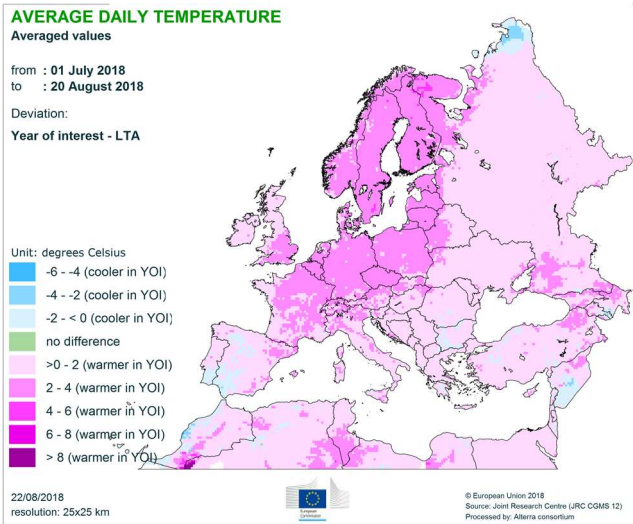 AVERAGE DAILY TEMPERATURE
Averaged values
from : 01 July 2018
to : 20 August 2018
Deviation:
Year of interest - LTA
Unit: degrees Celsius
-6 - -4 (cooler in YOI)
-4 - -2 (cooler in YOI)
-2 - < 0 (cooler in YOI)
no difference
>0 - 2 (warmer in YOI)
2 - 4 (warmer in YOI)
4 - 6 (warmer in YOI)
6 - 8 (warmer in YOI)
> 8 (warmer in YOI)
22/08/2018
resolution: 25x25 km
European
Commission
© European Union 2018
Source: Joint Research Centre (JRC CGMS 12)
Processed by: Alterra consortium